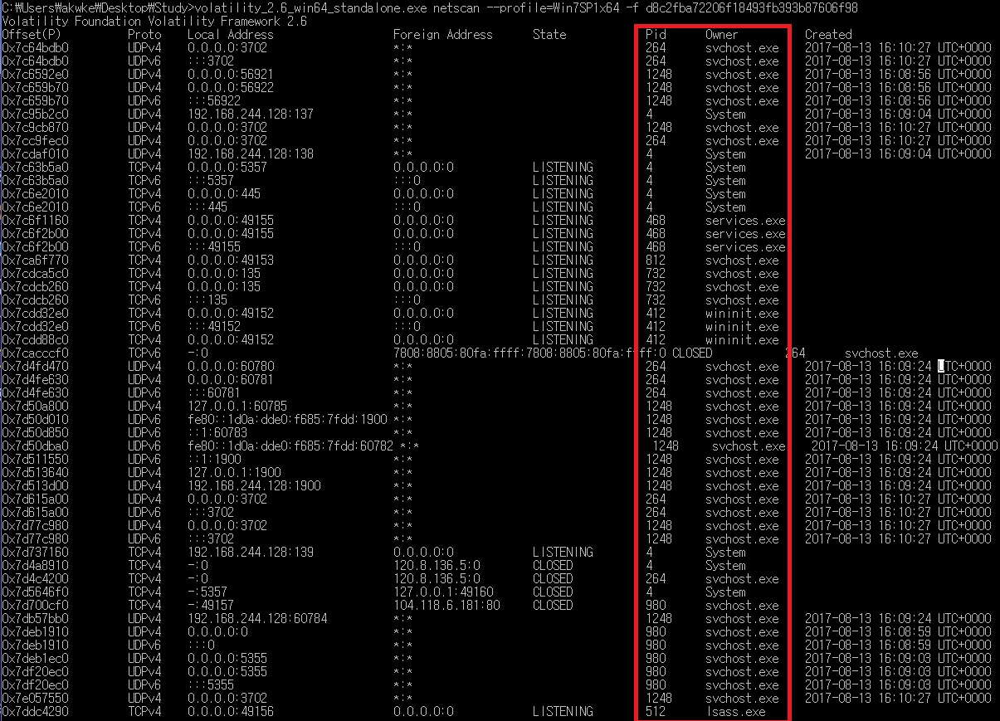 C:₩Users₩akwke₩Desktop₩Study>volatility_2.6_win64_standalone.exe netscan --profile=Win7SP1x64 -f d8c2fba72206f18493fb393b87606f98
Volatility Foundation Volatility Framework 2.6
Offset(P) Proto Local Address Foreign Address State Pid Owner Created
0x7c64bdb0 UDPv4 0.0.0.0:3702 *:* 264 svchost.exe 2017-08-13 16:10:27 UTC+0000
0x7c64bdb0 UDPv6 :::3702 *:* 264 svchost.exe 2017-08-13 16:10:27 UTC+0000
0x7c6592e0 UDPv4 0.0.0.0:56921 *:* 1248 svchost.exe 2017-08-13 16:08:56 UTC+0000
0x7c659b70 UDPv4 0.0.0.0:56922 *:* 1248 svchost.exe 2017-08-13 16:08:56 UTC+0000
0x7c659b70 UDPv6 :::56922 *:* 1248 svchost.exe 2017-08-13 16:08:56 UTC+0000
0x7c95b2c0 UDPv4 192.168.244.128:137 *:* 4 System 2017-08-13 16:09:04 UTC+0000
0x7c9cb870 UDPv4 0.0.0.0:3702 *:* 1248 svchost.exe 2017-08-13 16:10:27 UTC+0000
0x7cc9fec0 UDPv4 0.0.0.0:3702 *:* 264 svchost.exe 2017-08-13 16:10:27 UTC+0000
0x7cdaf010 UDPv4 192.168.244.128:138 *:* 4 System 2017-08-13 16:09:04 UTC+0000
0x7c63b5a0 TCPv4 0.0.0.0:5357 0.0.0.0:0 LISTENING 4 System
0x7c63b5a0 TCPv6 :::5357 :::0 LISTENING 4 System
0x7c6e2010 TCPv4 0.0.0.0:445 0.0.0.0:0 LISTENING 4 System
0x7c6e2010 TCPv6 :::445 :::0 LISTENING 4 System
0x7c6f1160 TCPv4 0.0.0.0:49155 0.0.0.0:0 LISTENING 468 services.exe
0x7c6f2b00 TCPv4 0.0.0.0:49155 0.0.0.0:0 LISTENING 468 services.exe
0x7c6f2b00 TCPv6 :::49155 :::0 LISTENING 468 services.exe
0x7ca6f770 TCPv4 0.0.0.0:49153 0.0.0.0:0 LISTENING 812 svchost.exe
0x7cdca5c0 TCPv4 0.0.0.0:135 0.0.0.0:0 LISTENING 732 svchost.exe
0x7cdcb260 TCPv4 0.0.0.0:135 0.0.0.0:0 LISTENING 732 svchost.exe
0x7cdcb260 TCPv6 :::135 :::0 LISTENING 732 svchost.exe
0x7cdd32e0 TCPv4 0.0.0.0:49152 0.0.0.0:0 LISTENING 412 wininit.exe
0x7cdd32e0 TCPv6 :::49152 :::0 LISTENING 412 wininit.exe
0x7cdd88c0 TCPv4 0.0.0.0:49152 0.0.0.0:0 LISTENING 412 wininit.exe
0x7cacccf0 TCPv6 -:0 7808:8805:80fa:ffff:7808:8805:80fa:ffff:0 CLOSED 264 svchost.exe
0x7d4fd470 UDPv4 0.0.0.0:60780 *:* 264 svchost.exe 2017-08-13 16:09:24 UTC+0000
0x7d4fe630 UDPv4 0.0.0.0:60781 *:* 264 svchost.exe 2017-08-13 16:09:24 UTC+0000
0x7d4fe630 UDPv6 :::60781 *:* 264 svchost.exe 2017-08-13 16:09:24 UTC+0000
0x7d50a800 UDPv4 127.0.0.1:60785 *:* 1248 svchost.exe 2017-08-13 16:09:24 UTC+0000
0x7d50d010 UDPv6 fe80::1d0a:dde0:f685:7fdd:1900 *:* 1248 svchost.exe 2017-08-13 16:09:24 UTC+0000
0x7d50d850 UDPv6 ::1:60783 *:* 1248 svchost.exe 2017-08-13 16:09:24 UTC+0000
0x7d50dba0 UDPv6 fe80::1d0a:dde0:f685:7fdd:60782 *:* 1248 svchost.exe 2017-08-13 16:09:24 UTC+0000
0x7d511550 UDPv6 ::1:1900 *:* 1248 svchost.exe 2017-08-13 16:09:24 UTC+0000
0x7d513640 UDPv4 127.0.0.1:1900 *:* 1248 svchost.exe 2017-08-13 16:09:24 UTC+0000
0x7d513d00 UDPv4 192.168.244.128:1900 *:* 1248 svchost.exe 2017-08-13 16:09:24 UTC+0000
0x7d615a00 UDPv4 0.0.0.0:3702 *:* 264 svchost.exe 2017-08-13 16:10:27 UTC+0000
0x7d615a00 UDPv6 :::3702 *:* 264 svchost.exe 2017-08-13 16:10:27 UTC+0000
0x7d77c980 UDPv4 0.0.0.0:3702 *:* 1248 svchost.exe 2017-08-13 16:10:27 UTC+0000
0x7d77c980 UDPv6 :::3702 *:* 1248 svchost.exe 2017-08-13 16:10:27 UTC+0000
0x7d737160 TCPv4 192.168.244.128:139 0.0.0.0:0 LISTENING 4 System
0x7d4a8910 TCPv4 -:0 120.8.136.5:0 CLOSED 4 System
0x7d4c4200 TCPv4 -:0 120.8.136.5:0 CLOSED 264 svchost.exe
0x7d5646f0 TCPv4 -:5357 127.0.0.1:49160 CLOSED 4 System
0x7d700cf0 TCPv4 -:49157 104.118.6.181:80 CLOSED 980 svchost.exe
0x7db57bb0 UDPv4 192.168.244.128:60784 *:* 1248 svchost.exe 2017-08-13 16:09:24 UTC+0000
0x7deb1910 UDPv4 0.0.0.0:0 *:* 980 svchost.exe 2017-08-13 16:08:59 UTC+0000
0x7deb1910 UDPv6 :::0 *:* 980 svchost.exe 2017-08-13 16:08:59 UTC+0000
0x7deb1ec0 UDPv4 0.0.0.0:5355 *:* 980 svchost.exe 2017-08-13 16:09:03 UTC+0000
0x7df20ec0 UDPv4 0.0.0.0:5355 *:* 980 svchost.exe 2017-08-13 16:09:03 UTC+0000
0x7df20ec0 UDPv6 :::5355 *:* 980 svchost.exe 2017-08-13 16:09:03 UTC+0000
0x7e057550 UDPv4 0.0.0.0:3702 *:* 1248 svchost.exe 2017-08-13 16:10:27 UTC+0000
0x7ddc4290 TCPv4 0.0.0.0:49156 0.0.0.0:0 LISTENING 512 lsass.exe